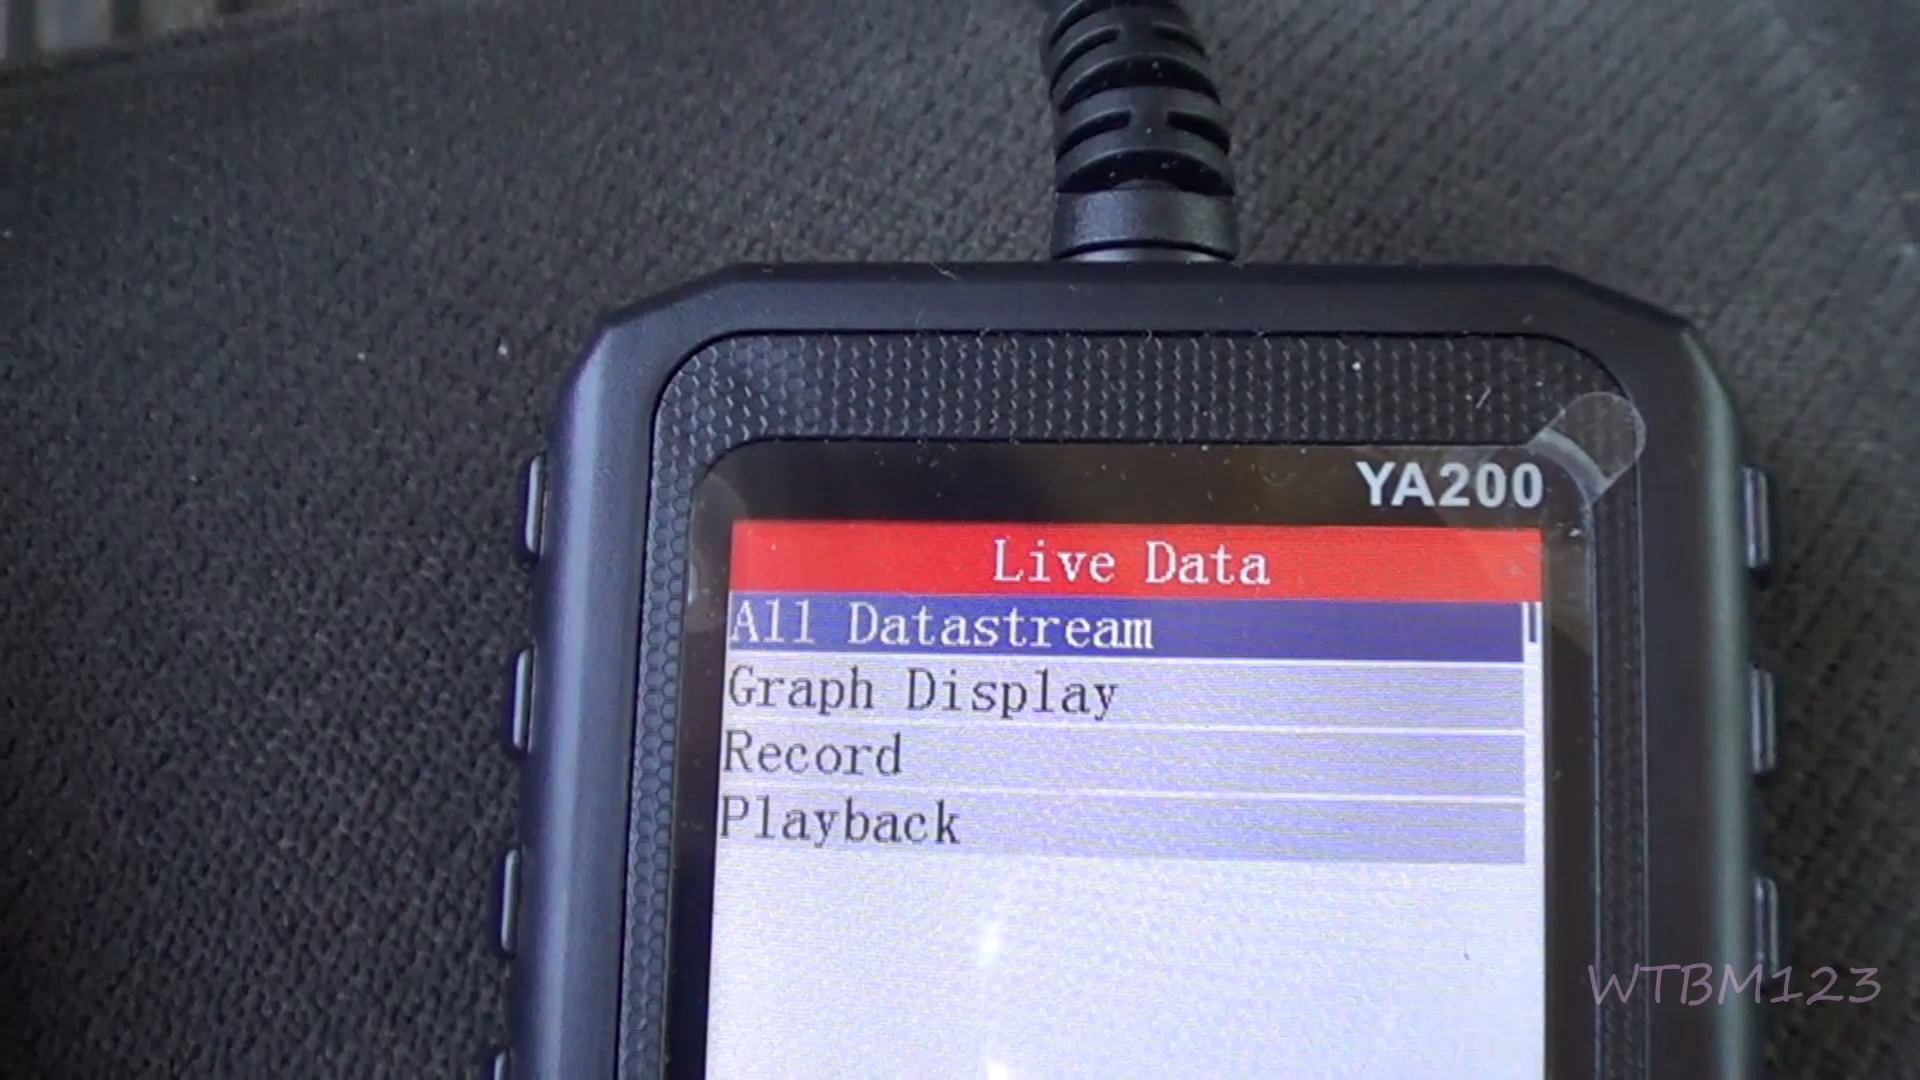 YA200
Live Data
All Datastream
Graph Display
Record
Playback
WTBM123